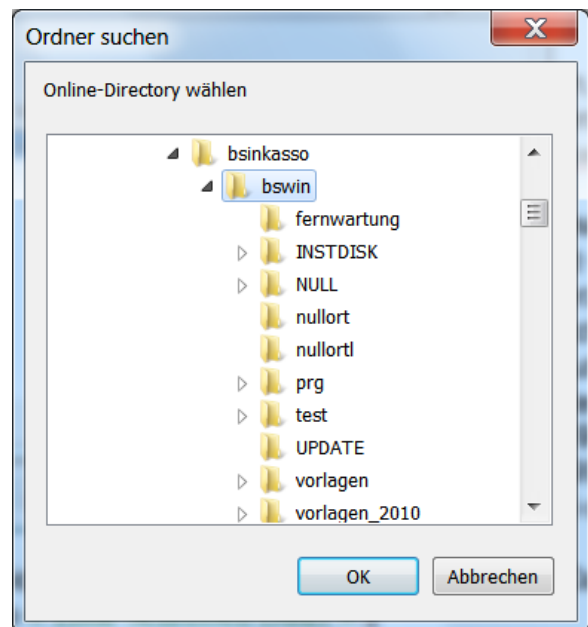 Ordner suchen
Online-Directory wählen
bsinkasso
bswin
fernwartung
INSTDISK
NULL
nullort
nullortl
prg
test
UPDATE
vorlagen
vorlagen_2010
OK
Abbrechen